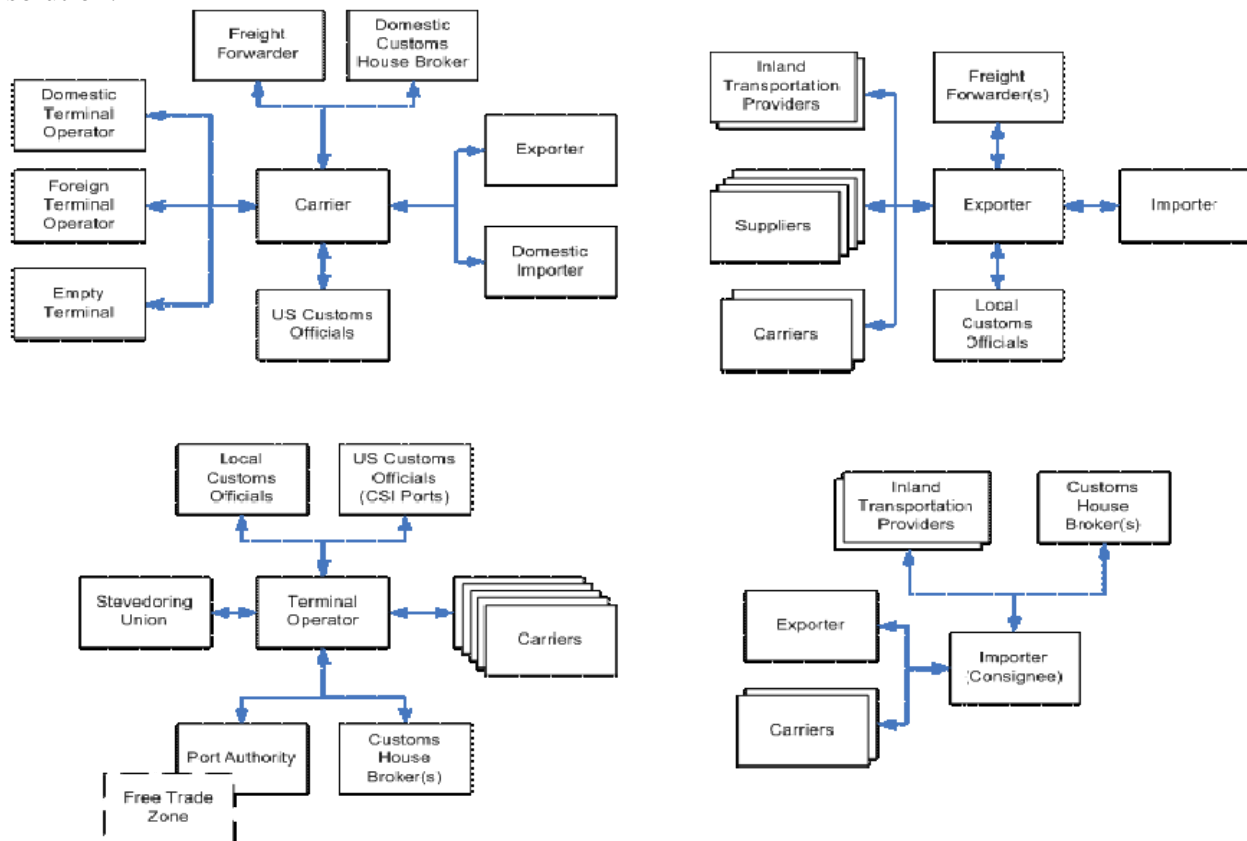 Freight
Forwarder
Domestic
Customs
House Broker
Domestic
Terminal
Operator
Foreign
Terminal
Operator
Carrier
Exporter
Empty
Terminal
US Customs
Officials
Domestic
Importer
Inland
Transportation
Providers
Freight
Forwarder(s)
Suppliers
Exporter
Importer
Carriers
Local
Customs
Officials
Local
Customs
Officials
US Customs
Officials
(CSI Ports)
Stevedoring
Union
Terminal
Operator
Carriers
Port Authority
Customs
House
Broker(s)
Free Trade
Zone
Inland
Transportation
Providers
Customs
House
Broker(s)
Exporter
Importer
(Consignee)
Carriers